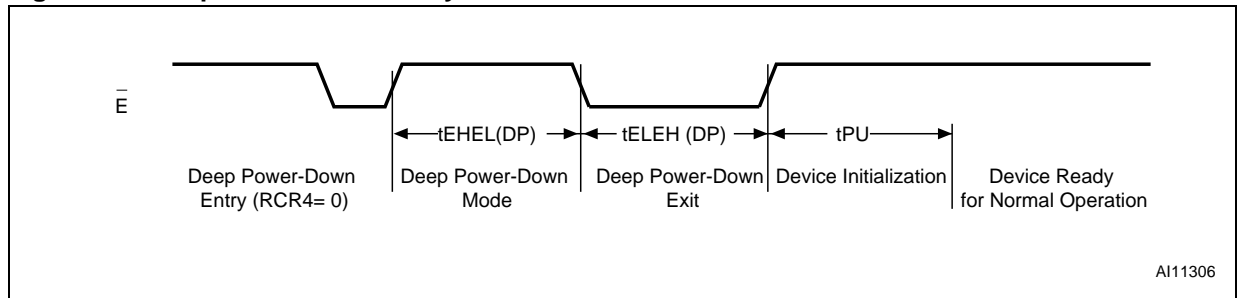 Ē
tEHEL(DP)
tELEH (DP)
tPU
Deep Power-Down
Entry (RCR4= 0)
Deep Power-Down
Mode
Deep Power-Down
Exit
Device Initialization
Device Ready
for Normal Operation
AI11306